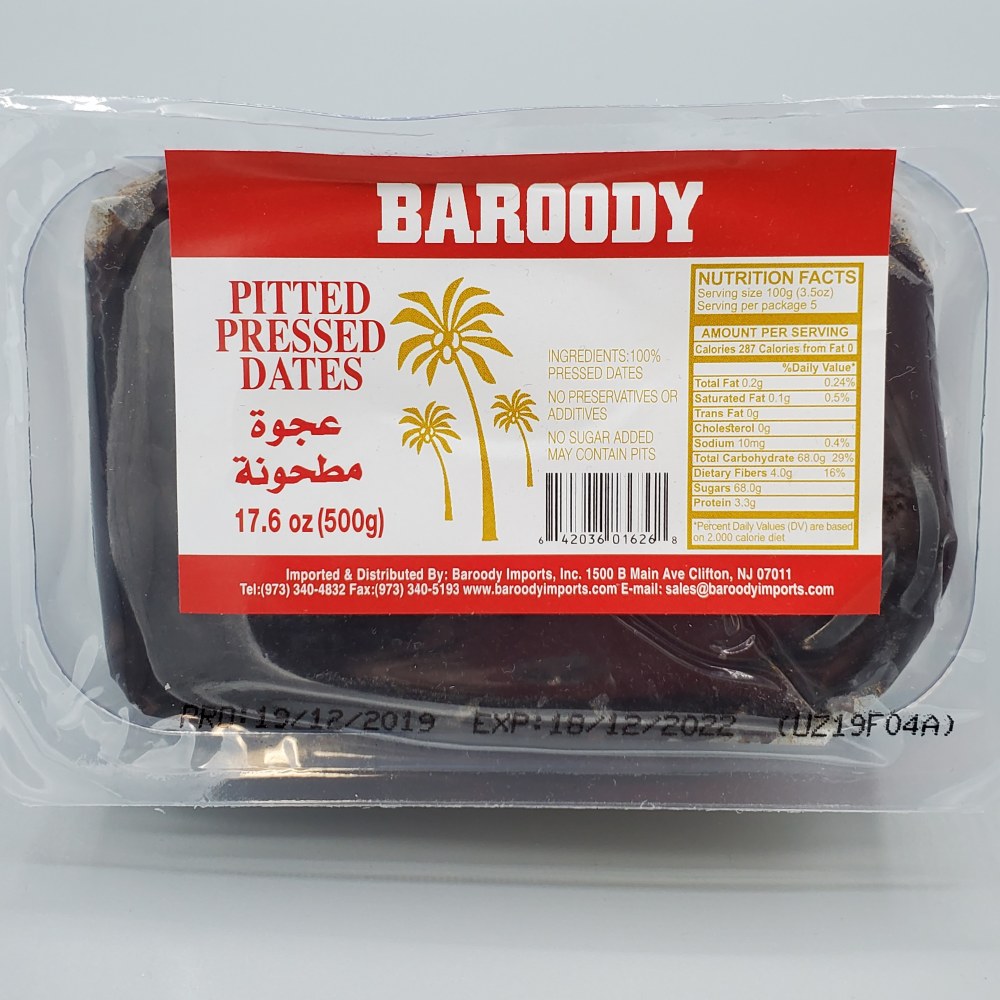 BAROODY
PITTED
PRESSED
DATES
عجوة
مطحونة
17.6 oz (500g)
INGREDIENTS:100%
PRESSED DATES
NO PRESERVATIVES OR
ADDITIVES
NO SUGAR ADDED
MAY CONTAIN PITS
6 42036 01626 8
NUTRITION FACTS
Serving size 100g (3.5oz)
Serving per package 5
AMOUNT PER SERVING
Calories 287 Calories from Fat 0
%Daily Value*
Total Fat 0.2g 0.24%
Saturated Fat 0.1g 0.5%
Trans Fat 0g
Cholesterol 0g
Sodium 10mg 0.4%
Total Carbohydrate 68.0g 29%
Dietary Fibers 4.0g 16%
Sugars 68.0g
Protein 3.3g
*Percent Daily Values (DV) are based
on 2.000 calorie diet
Imported & Distributed By: Baroody Imports, Inc. 1500 B Main Ave Clifton, NJ 07011
Tel:(973) 340-4832 Fax:(973) 340-5193 www.baroodyimports.com E-mail: sales@baroodyimports.com
PRD:19/12/2019 EXP:18/12/2022 (UZ19F04A)